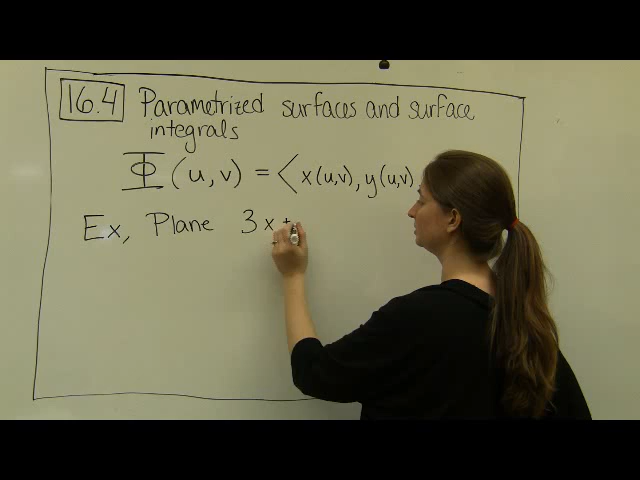 16.4 Parametrized surfaces and surface
integrals
Φ(u,v) = <x(u,v), y(u,v),
Ex, Plane 3x +